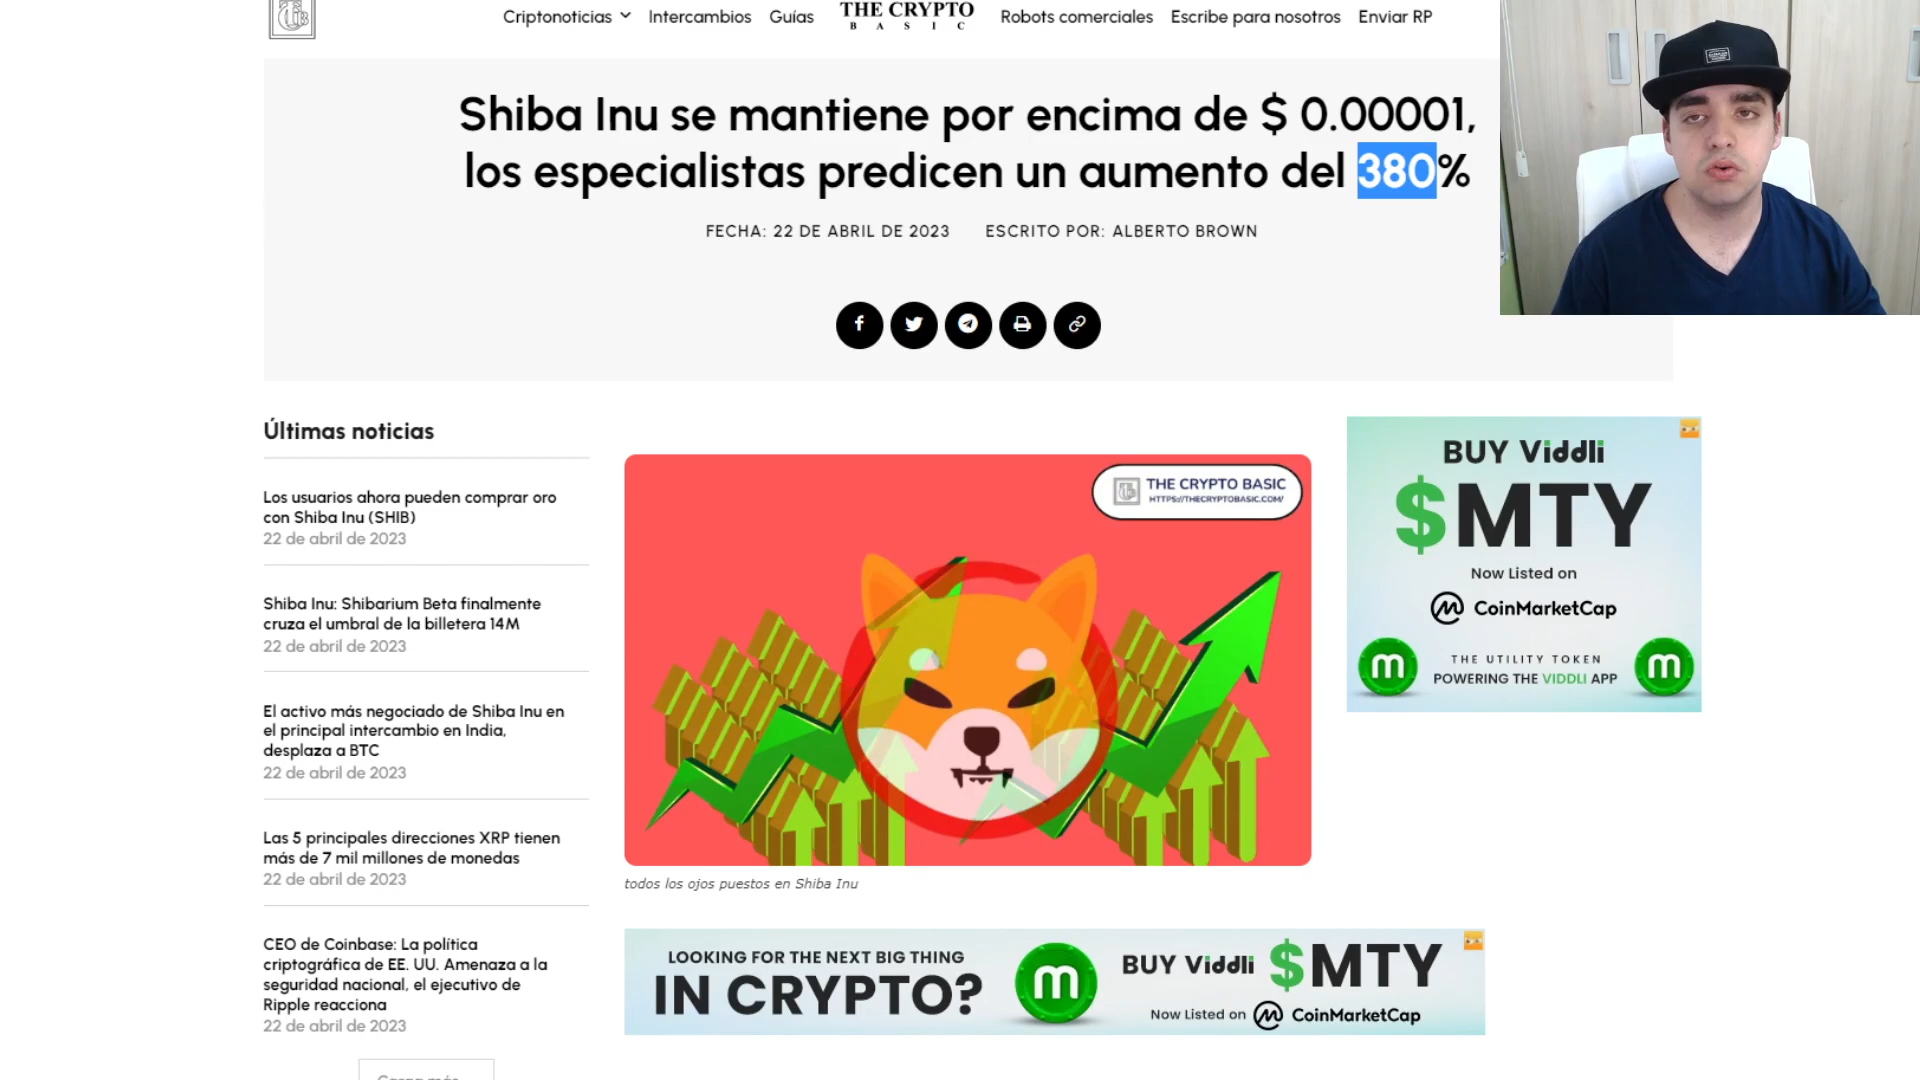 Criptonoticias
Intercambios
Guías
THE CRYPTO
BASIC
Robots comerciales
Escribe para nosotros
Enviar RP
Shiba Inu se mantiene por encima de $ 0.00001,
los especialistas predicen un aumento del 380%
FECHA: 22 DE ABRIL DE 2023
ESCRITO POR: ALBERTO BROWN
Últimas noticias
Los usuarios ahora pueden comprar oro
con Shiba Inu (SHIB)
22 de abril de 2023
Shiba Inu: Shibarium Beta finalmente
cruza el umbral de la billetera 14M
22 de abril de 2023
El activo más negociado de Shiba Inu en
el principal intercambio en India,
desplaza a BTC
22 de abril de 2023
Las 5 principales direcciones XRP tienen
más de 7 mil millones de monedas
22 de abril de 2023
CEO de Coinbase: La política
criptográfica de EE. UU. Amenaza a la
seguridad nacional, el ejecutivo de
Ripple reacciona
22 de abril de 2023
THE CRYPTO BASIC
HTTPS://THECRYPTOBASIC.COM/
todos los ojos puestos en Shiba Inu
BUY Viddli
$MTY
Now Listed on
CoinMarketCap
THE UTILITY TOKEN
POWERING THE VIDDLI APP
LOOKING FOR THE NEXT BIG THING
IN CRYPTO?
BUY Viddli $MTY
Now Listed on CoinMarketCap